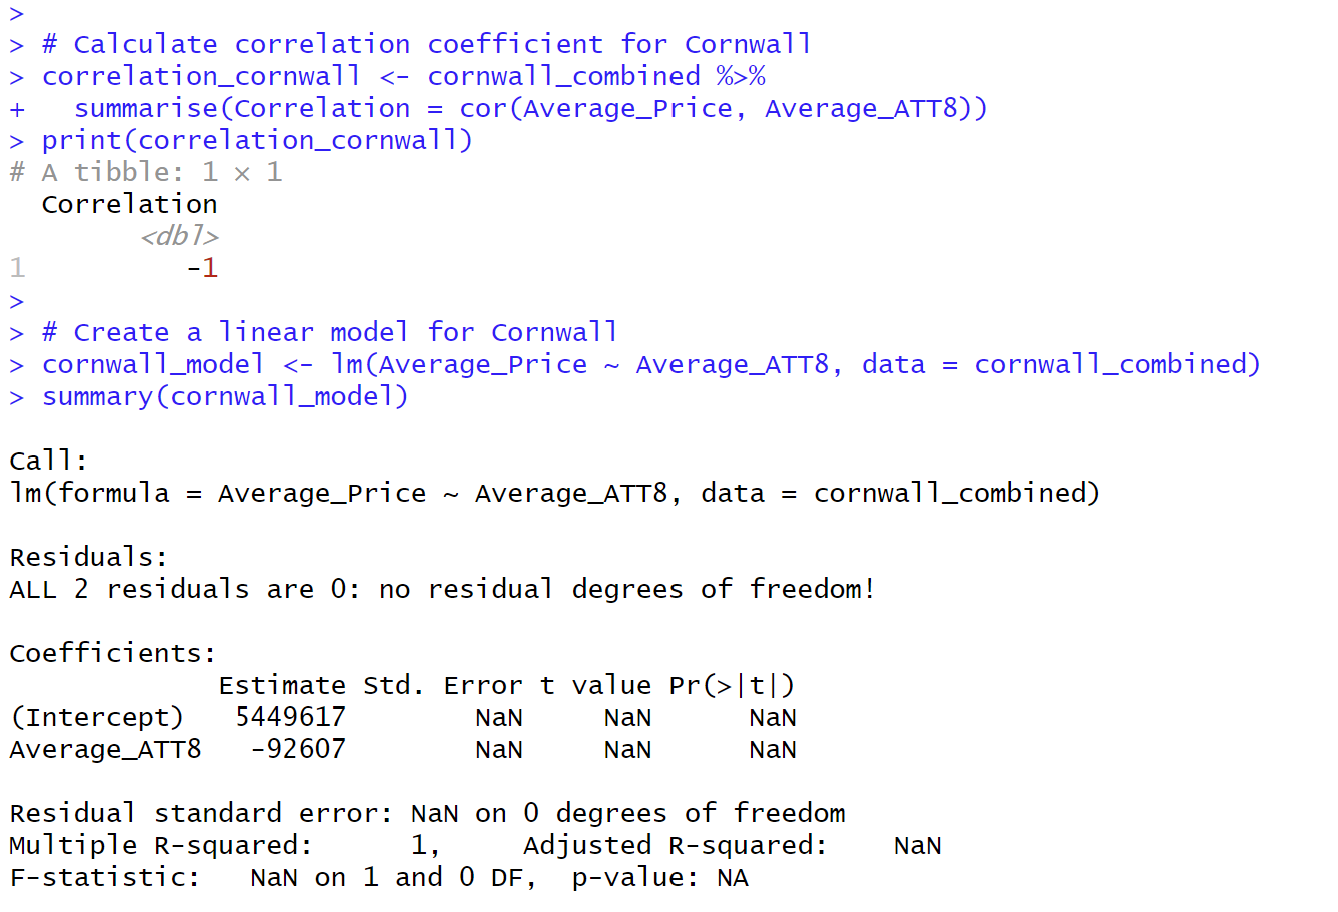 >
> # Calculate correlation coefficient for Cornwall
> correlation_cornwall <- cornwall_combined %>%
+   summarise(Correlation = cor(Average_Price, Average_ATT8))
> print(correlation_cornwall)
# A tibble: 1 × 1
  Correlation
        <dbl>
1          -1
>
> # Create a linear model for Cornwall
> cornwall_model <- lm(Average_Price ~ Average_ATT8, data = cornwall_combined)
> summary(cornwall_model)

Call:
lm(formula = Average_Price ~ Average_ATT8, data = cornwall_combined)

Residuals:
ALL 2 residuals are 0: no residual degrees of freedom!

Coefficients:
             Estimate Std. Error t value Pr(>|t|)
(Intercept)   5449617        NaN     NaN      NaN
Average_ATT8   -92607        NaN     NaN      NaN

Residual standard error: NaN on 0 degrees of freedom
Multiple R-squared:      1,     Adjusted R-squared:    NaN
F-statistic:   NaN on 1 and 0 DF,  p-value: NA